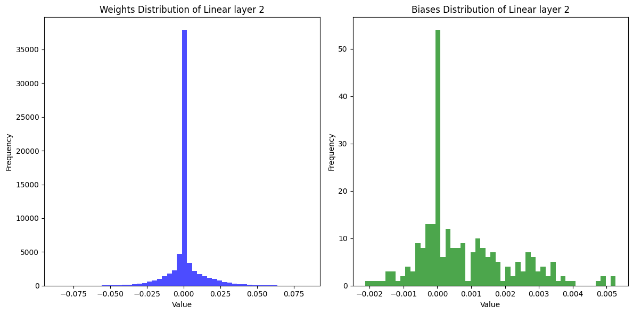 Weights Distribution of Linear layer 2
Frequency
35000
30000
25000
20000
15000
10000
5000
0
−0.075 −0.050 −0.025 0.000 0.025 0.050 0.075
Value
Biases Distribution of Linear layer 2
Frequency
50
40
30
20
10
0
−0.002 −0.001 0.000 0.001 0.002 0.003 0.004 0.005
Value